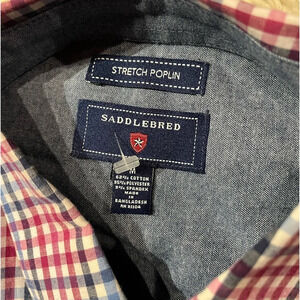 STRETCH POPLIN
SADDLEBRED
M
62% COTTON
35% POLYESTER
3% SPANDEX
MADE
IN
BANGLADESH